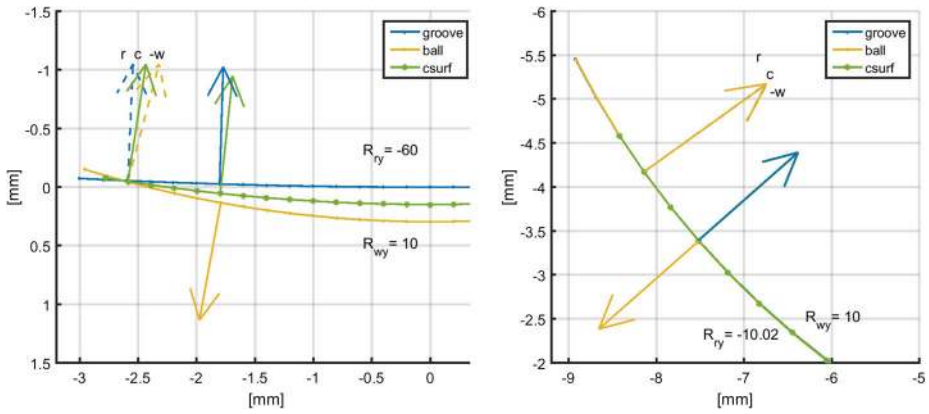 -1.5
-1
-0.5
0
0.5
1
1.5
[mm]
-3
-2.5
-2
-1.5
-1
-0.5
0
[mm]
groove
ball
csurf
r c -w
R_ry = -60
R_wy = 10
-6
-5.5
-5
-4.5
-4
-3.5
-3
-2.5
-2
[mm]
-9
-8
-7
-6
-5
[mm]
groove
ball
csurf
r
c
-w
R_wy = 10
R_ry = -10.02